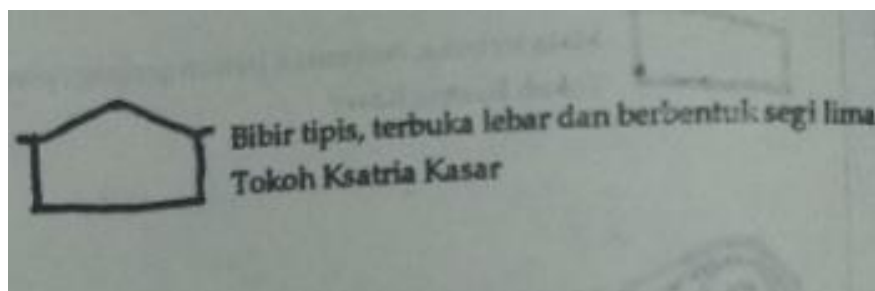 Bibir tipis, terbuka lebar dan berbentuk segi lima
Tokoh Ksatria Kasar